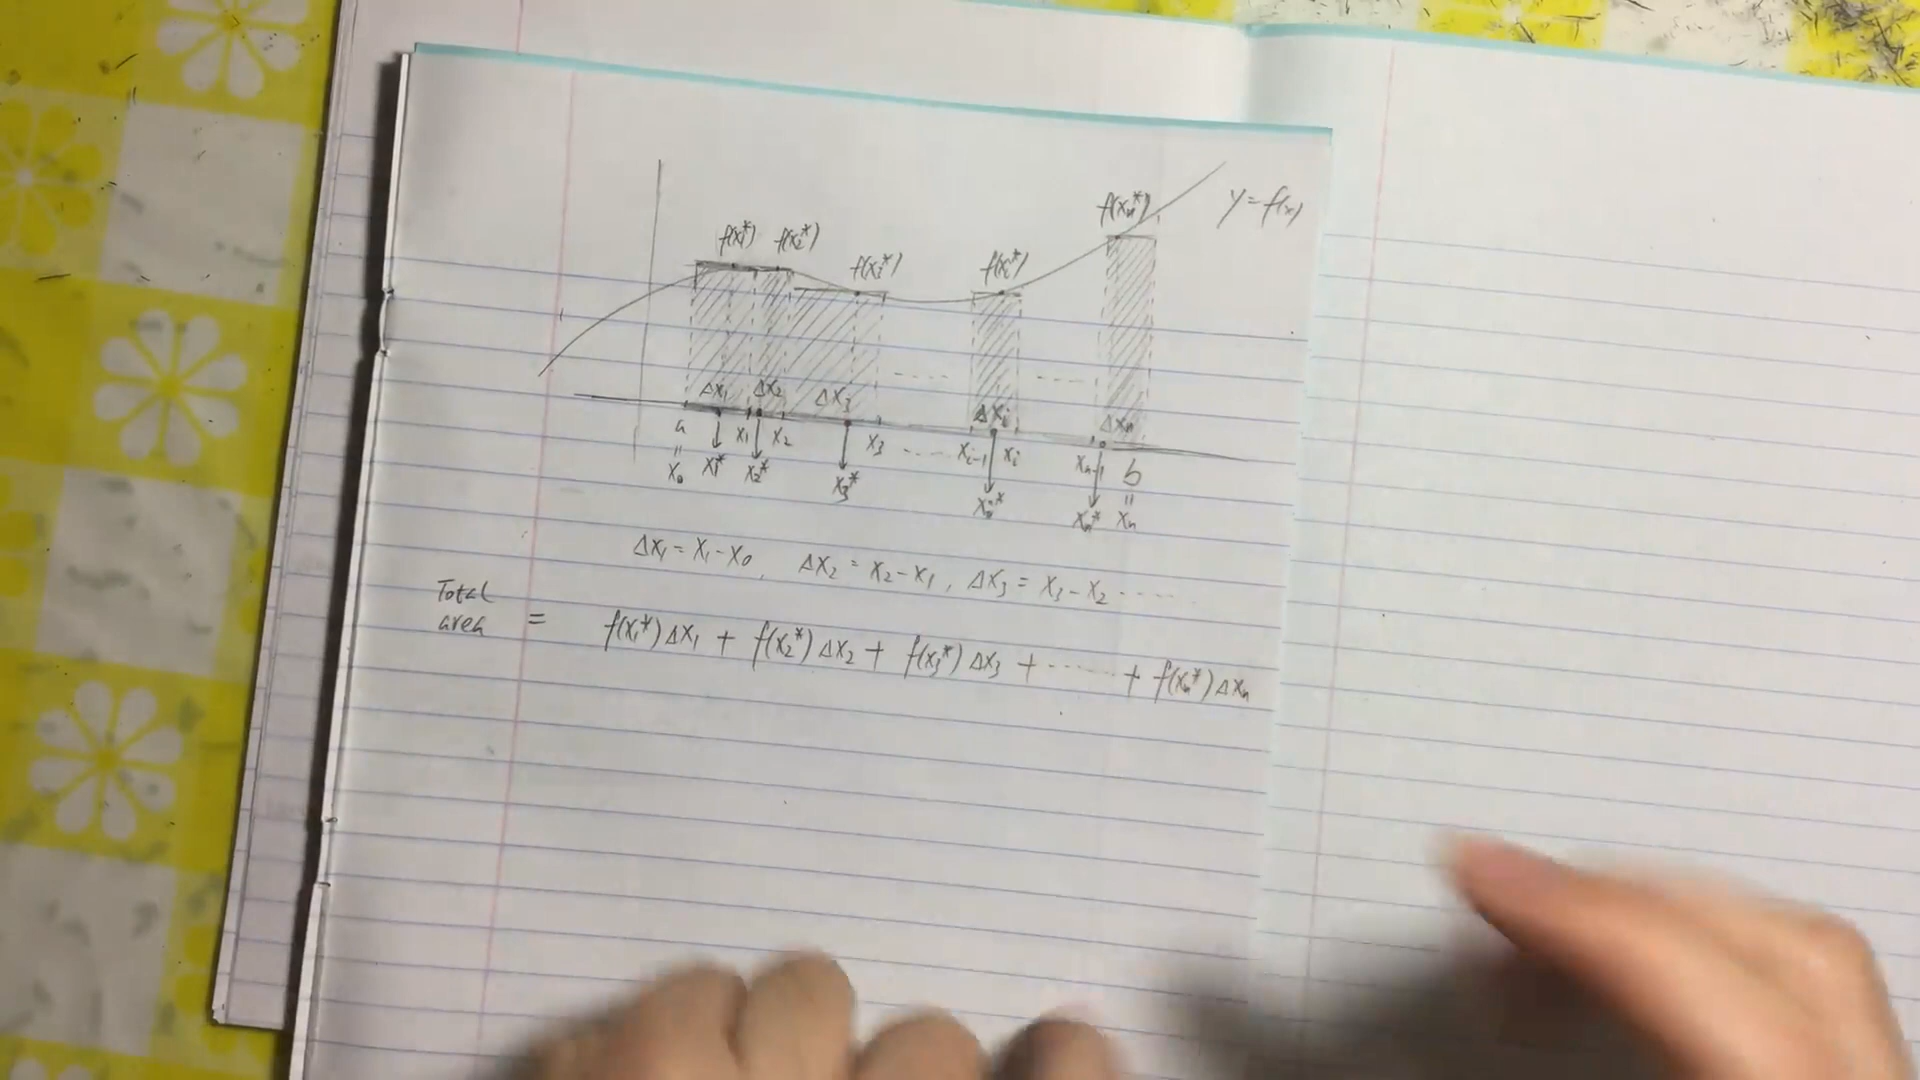 f(x₁*) f(x₂*) f(x₃*) f(xᵢ*) f(xₙ*) y = f(x)
Δx₁ Δx₂ Δx₃ Δxᵢ Δxₙ
a x₁ x₂ x₃ ...... xᵢ₋₁ xᵢ xₙ₋₁ b
x₀ x₁* x₂* x₃* xᵢ* xₙ* xₙ
Δx₁ = x₁ - x₀, Δx₂ = x₂ - x₁, Δx₃ = x₃ - x₂ ......
Total
area = f(x₁*)Δx₁ + f(x₂*)Δx₂ + f(x₃*)Δx₃ + ...... + f(xₙ*)Δxₙ